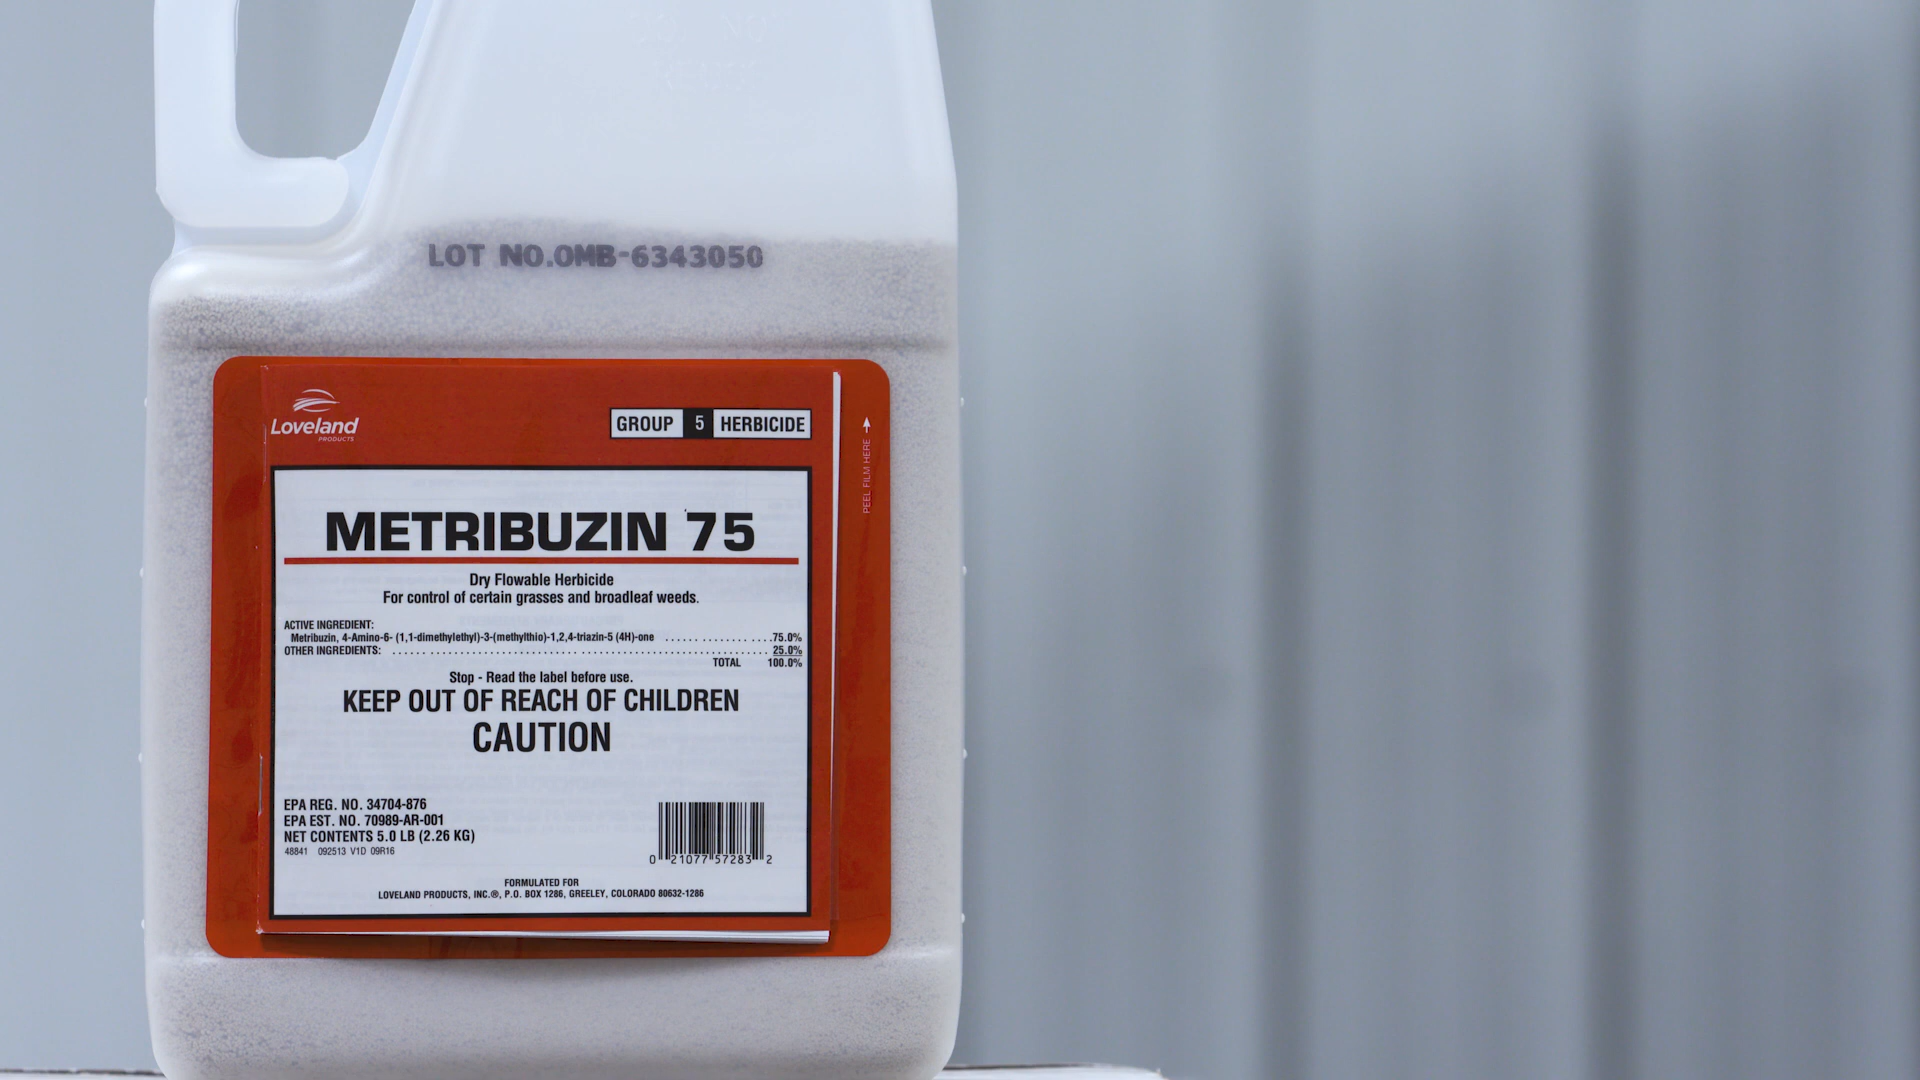 LOT NO.OMB-6343050
Loveland
PRODUCTS
GROUP 5 HERBICIDE
PEEL FILM HERE
METRIBUZIN 75
Dry Flowable Herbicide
For control of certain grasses and broadleaf weeds.
ACTIVE INGREDIENT:
Metribuzin, 4-Amino-6- (1,1-dimethylethyl)-3-(methylthio)-1,2,4-triazin-5 (4H)-one ..............75.0%
OTHER INGREDIENTS: ........................................................ 25.0%
TOTAL 100.0%
Stop - Read the label before use.
KEEP OUT OF REACH OF CHILDREN
CAUTION
EPA REG. NO. 34704-876
EPA EST. NO. 70989-AR-001
NET CONTENTS 5.0 LB (2.26 KG)
48841 092513 V1D 09R16
0 21077 57283 2
FORMULATED FOR
LOVELAND PRODUCTS, INC.®, P.O. BOX 1286, GREELEY, COLORADO 80632-1286